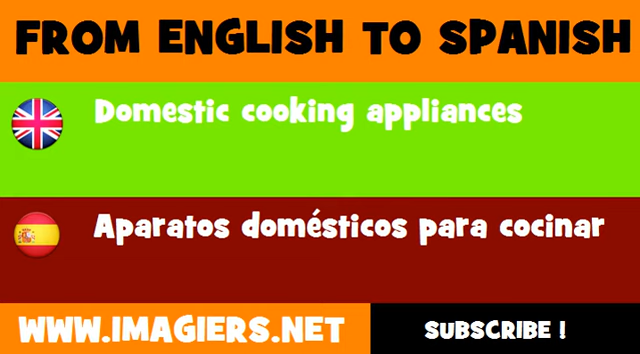 FROM ENGLISH TO SPANISH
Domestic cooking appliances
Aparatos domésticos para cocinar
WWW.IMAGIERS.NET
SUBSCRIBE !